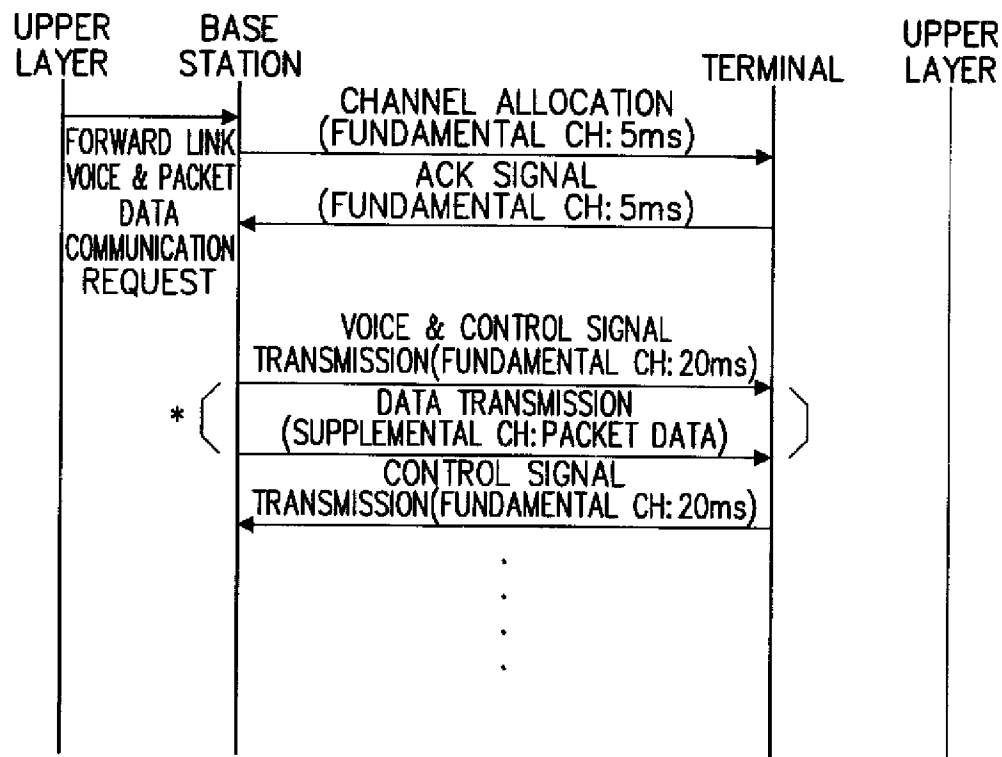 UPPER
LAYER
BASE
STATION
TERMINAL
UPPER
LAYER
FORWARD LINK
VOICE & PACKET
DATA
COMMUNICATION
REQUEST
CHANNEL ALLOCATION
(FUNDAMENTAL CH: 5ms)
ACK SIGNAL
(FUNDAMENTAL CH: 5ms)
VOICE & CONTROL SIGNAL
TRANSMISSION(FUNDAMENTAL CH: 20ms)
*
DATA TRANSMISSION
(SUPPLEMENTAL CH: PACKET DATA)
CONTROL SIGNAL
TRANSMISSION(FUNDAMENTAL CH: 20ms)